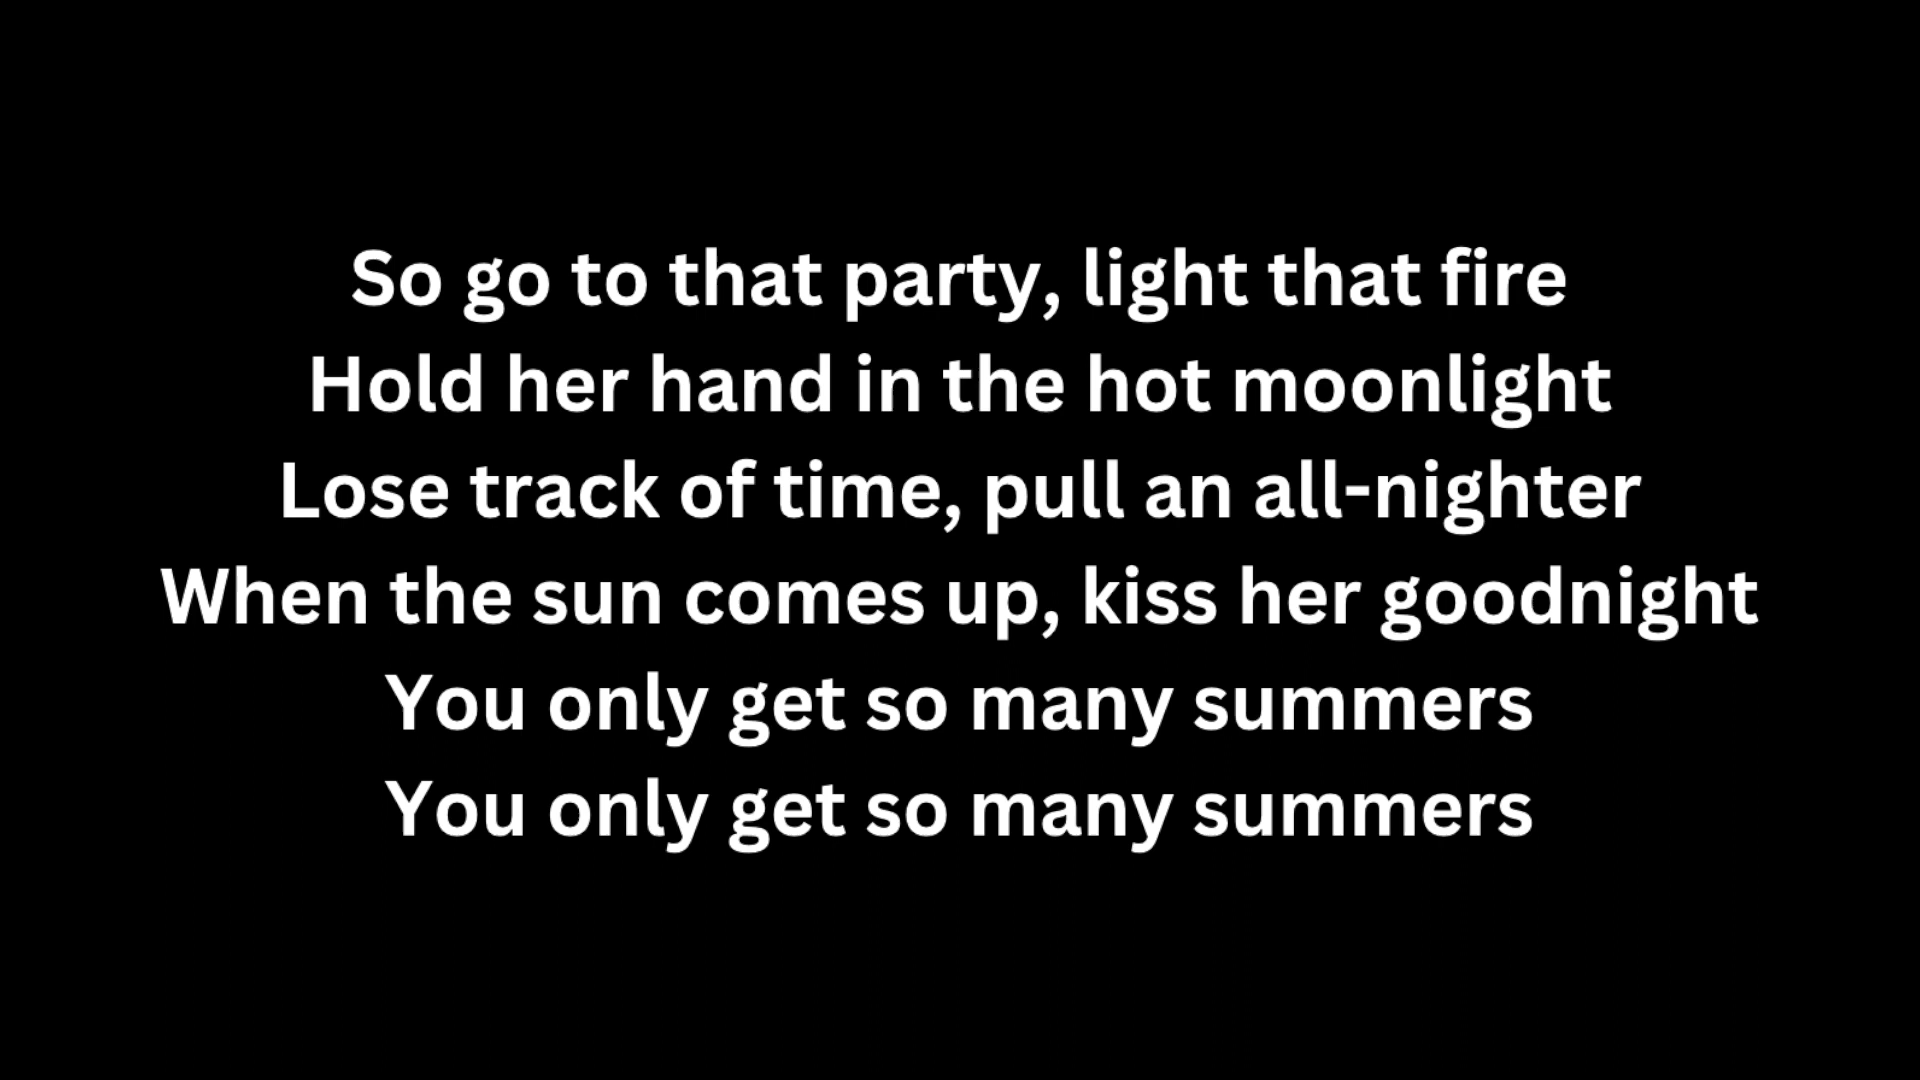 So go to that party, light that fire
Hold her hand in the hot moonlight
Lose track of time, pull an all-nighter
When the sun comes up, kiss her goodnight
You only get so many summers
You only get so many summers